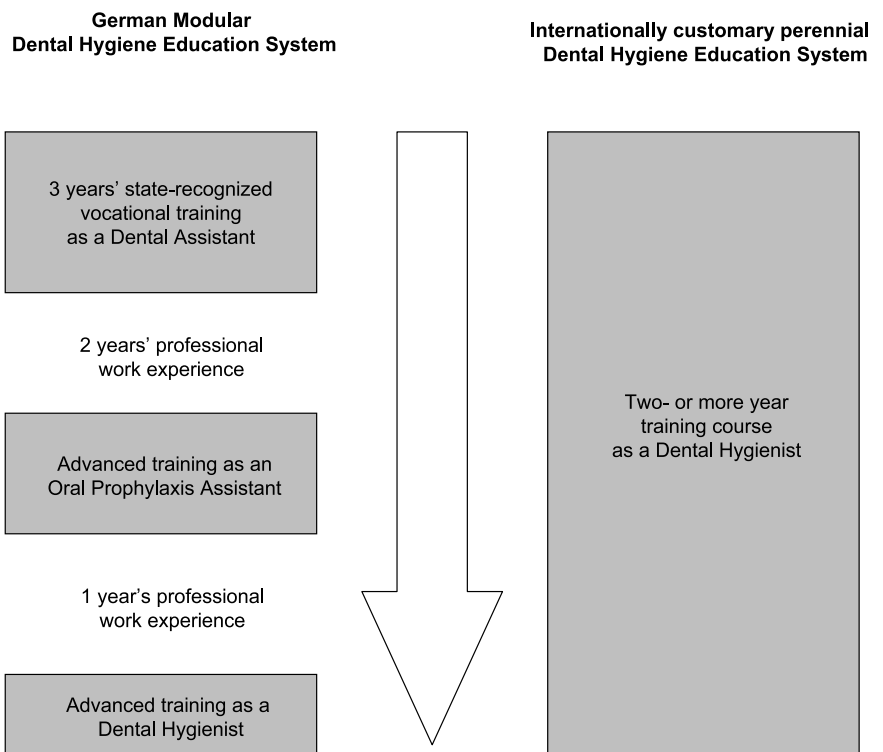 German Modular
Dental Hygiene Education System
Internationally customary perennial
Dental Hygiene Education System
3 years’ state-recognized
vocational training
as a Dental Assistant
2 years’ professional
work experience
Advanced training as an
Oral Prophylaxis Assistant
1 year’s professional
work experience
Advanced training as a
Dental Hygienist
Two- or more year
training course
as a Dental Hygienist